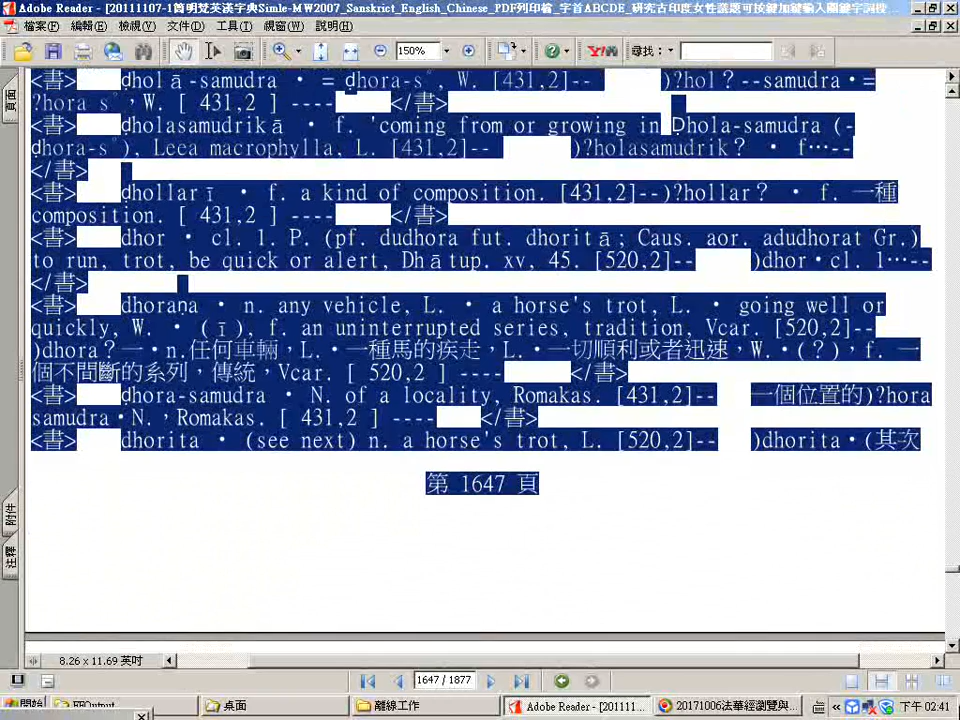 Adobe Reader - [20111107-1簡明梵英漢字典Simle-MW2007_Sanskrict_English_Chinese_PDF列印檔_字首ABCDE_研究古印度女性議題可按鍵加鍵輸入關鍵字詞搜
檔案(F) 編輯(E) 檢視(V) 文件(D) 工具(T) 視窗(W) 說明(H)
150% 尋找：
頁面
<書> ḍholā-samudra · = ḍhora-s°, W. [431,2]-- )?hol？--samudra·=
?hora s°，W. [ 431,2 ] ---- </書>
<書> ḍholasamudrikā · f. 'coming from or growing in Ḍhola-samudra (-
ḍhora-s°), Leea macrophylla, L. [431,2]-- )?holasamudrik？ · f…--
</書>
<書> ḍhollarī · f. a kind of composition. [431,2]--)?hollar？ · f. 一種
composition. [ 431,2 ] ---- </書>
<書> dhor · cl. 1. P. (pf. dudhora fut. dhoritā; Caus. aor. adudhorat Gr.)
to run, trot, be quick or alert, Dhātup. xv, 45. [520,2]-- )dhor·cl. 1…--
</書>
<書> dhoraṇa · n. any vehicle, L. · a horse's trot, L. · going well or
quickly, W. · (ī), f. an uninterrupted series, tradition, Vcar. [520,2]--
)dhora？一·n.任何車輛，L.·一種馬的疾走，L.·一切順利或者迅速，W.·(？)，f. 一
個不間斷的系列，傳統，Vcar. [ 520,2 ] ---- </書>
<書> ḍhora-samudra · N. of a locality, Romakas. [431,2]-- 一個位置的)?hora
samudra·N.，Romakas. [ 431,2 ] ---- </書>
<書> dhorita · (see next) n. a horse's trot, L. [520,2]-- )dhorita·(其次
第 1647 頁
附件
注釋
8.26 x 11.69 英吋
1647 / 1877
開始 FFOutput 桌面 離線工作 Adobe Reader - [201111... 20171006法華經瀏覽與... 下午 02:41